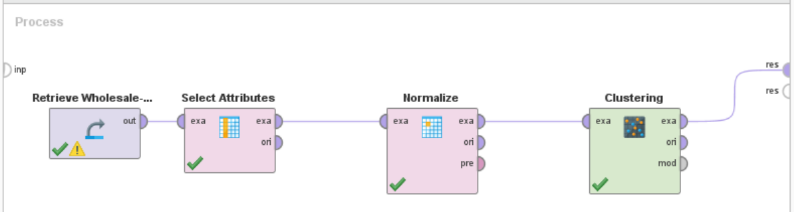 Process
inp
res
res
Retrieve Wholesale-... Select Attributes Normalize Clustering
out exa exa exa exa exa exa
ori ori ori
pre mod